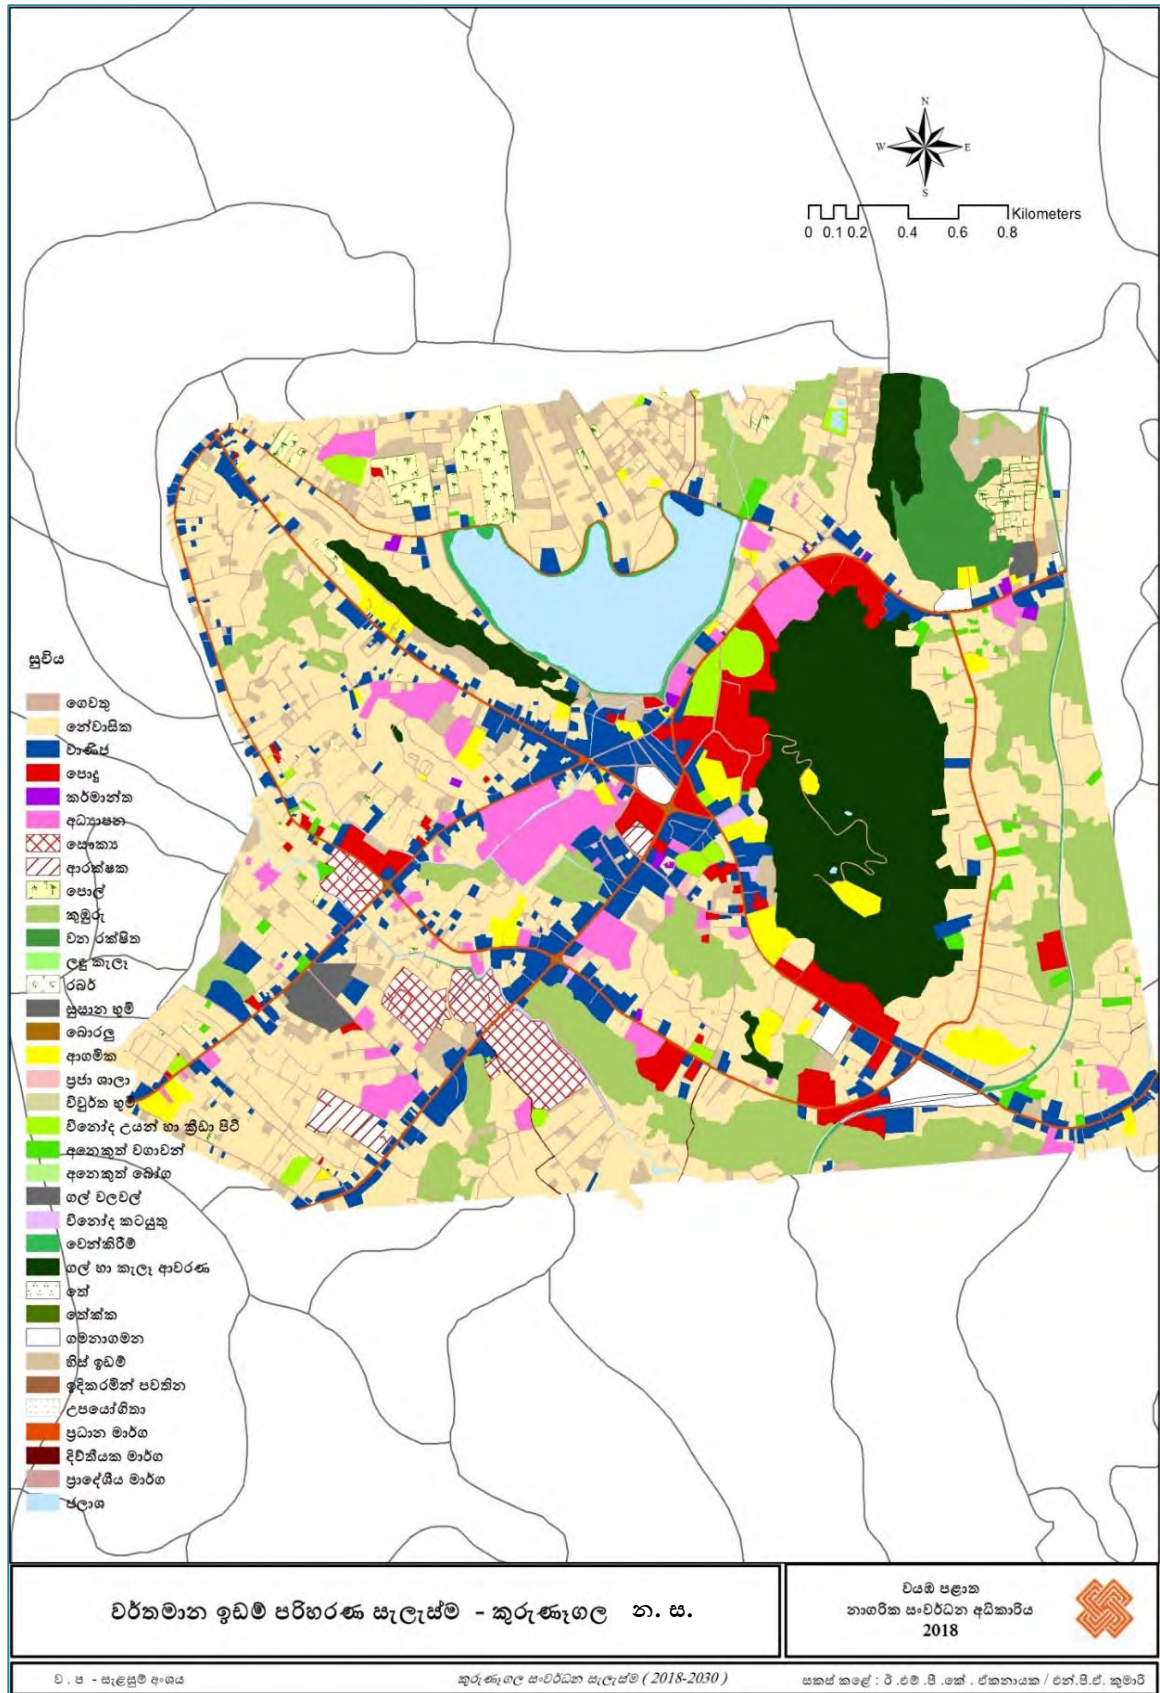 N
W
E
S
Kilometers
0 0.1 0.2 0.4 0.6 0.8
සූචිය
ගෙවතු
නේවාසික
වාණිජ
පොදු
කර්මාන්ත
අධ්‍යාපන
සෞඛ්‍ය
ආරක්ෂක
පොල්
කුඹුරු
වන රක්ෂිත
ලඳු කැලෑ
රබර්
සුසාන භූමි
බොරලු
ආගමික
ප්‍රජා ශාලා
විවුර්ත භූමි
විනෝද උයන් හා ක්‍රීඩා පිටි
අනෙකුත් වගාවන්
අනෙකුත් බෝග
ගල් වලවල්
විනෝද කටයුතු
වෙන්කිරීම්
ගල් හා කැලෑ ආවරණ
තේ
තේක්ක
ගමනාගමන
හිස් ඉඩම්
ඉදිකරමින් පවතින
උපයෝගිතා
ප්‍රධාන මාර්ග
ද්විතීයක මාර්ග
ප්‍රාදේශීය මාර්ග
ජලාශ
වර්තමාන ඉඩම් පරිහරණ සැලැස්ම - කුරුණෑගල න. ස.
වයඹ පළාත
නාගරික සංවර්ධන අධිකාරිය
2018
ව . ප - සැළසුම් අංශය
කුරුණෑගල සංවර්ධන සැලැස්ම ( 2018-2030 )
සකස් කළේ : ඊ .එම් .පී .කේ . ඒකනායක / එන්.පී.ඒ. කුමාරි